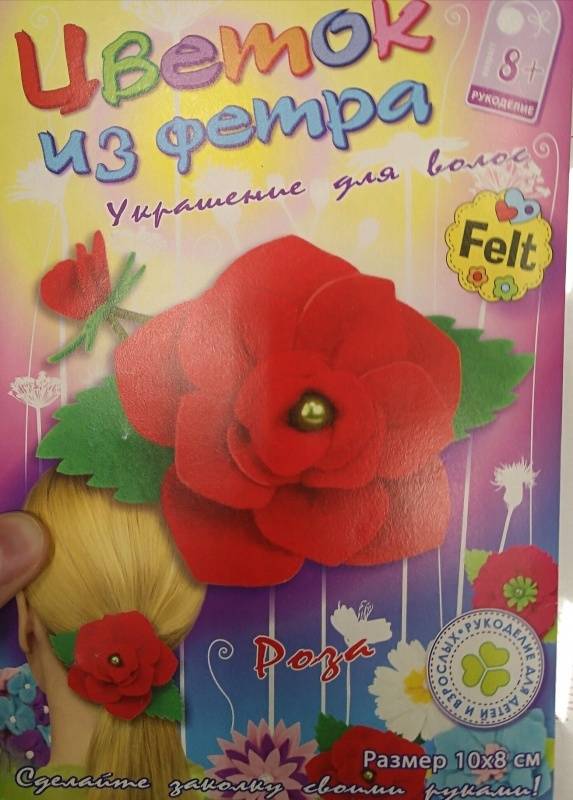 Цветок
из фетра
Украшение для волос
возраст
8+
РУКОДЕЛИЕ
Felt
Роза
РУКОДЕЛИЕ ДЛЯ ДЕТЕЙ И ВЗРОСЛЫХ
Размер 10x8 см
Сделайте заколку своими руками!